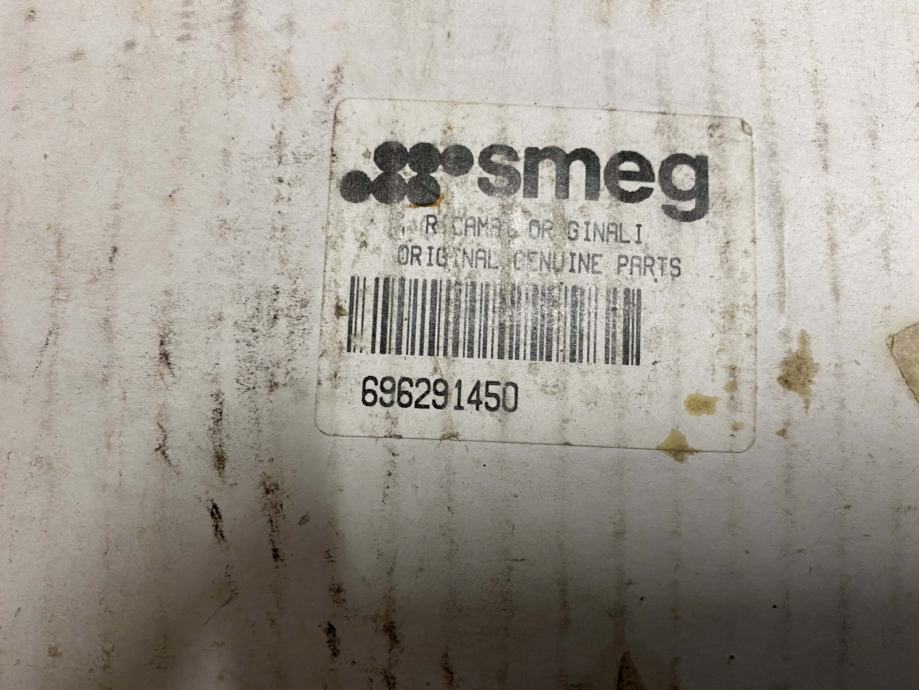 smeg
RICAMBI ORIGINALI
ORIGINAL GENUINE PARTS
696291450